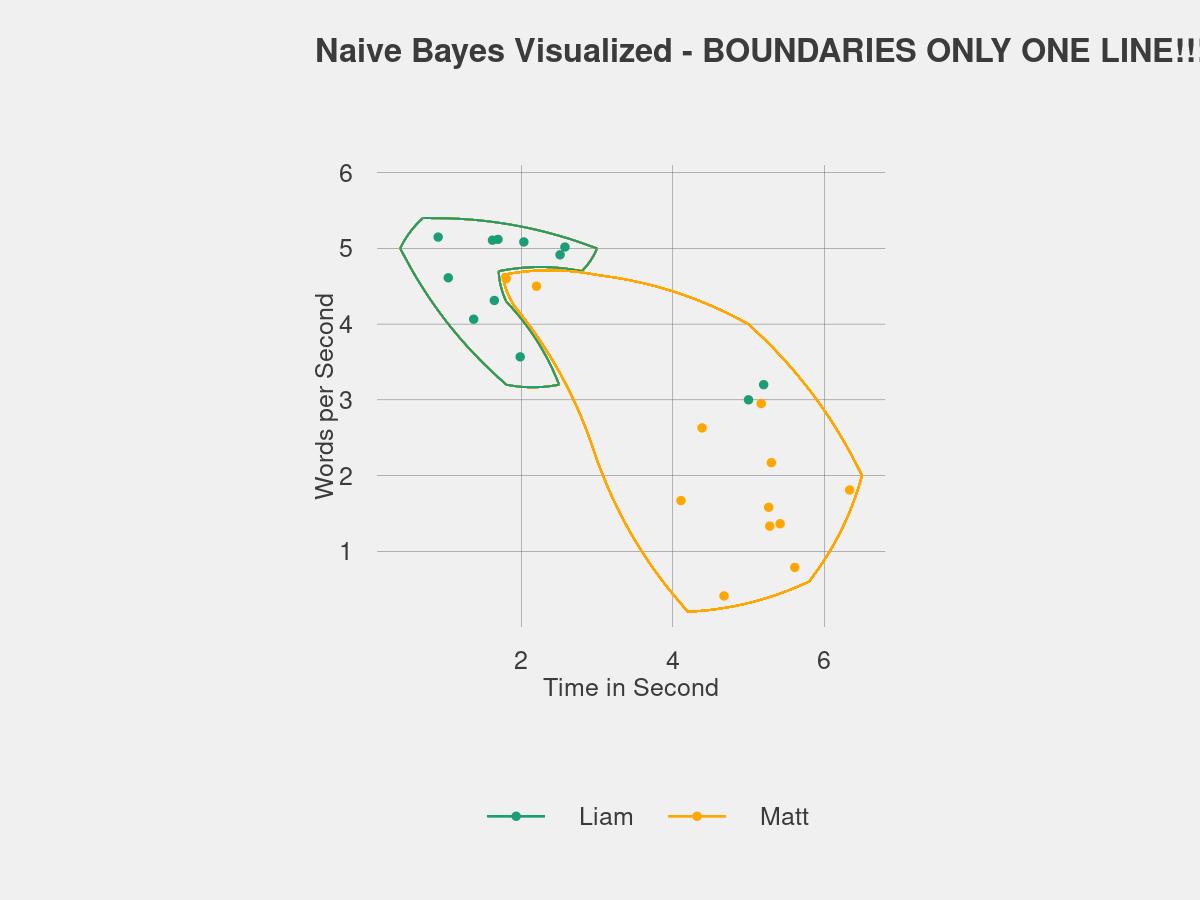 Naive Bayes Visualized - BOUNDARIES ONLY ONE LINE!!!
6
5
4
3
2
1
Words per Second
2 4 6
Time in Second
Liam Matt